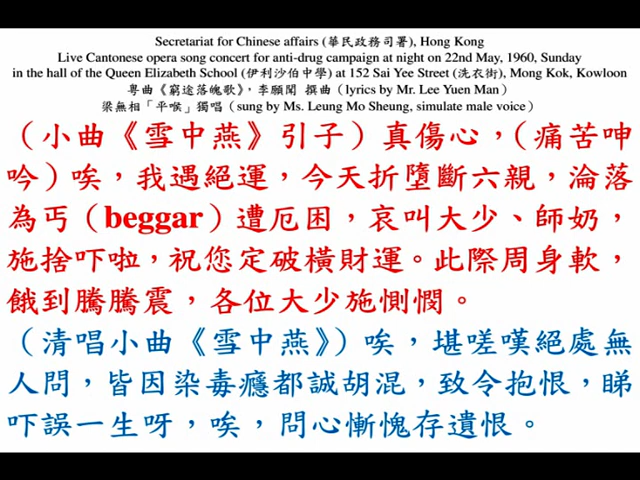 Secretariat for Chinese affairs (華民政務司署), Hong Kong
Live Cantonese opera song concert for anti-drug campaign at night on 22nd May, 1960, Sunday
in the hall of the Queen Elizabeth School (伊利沙伯中學) at 152 Sai Yee Street (洗衣街), Mong Kok, Kowloon
粵曲《窮途落魄歌》，李願聞 撰曲（lyrics by Mr. Lee Yuen Man）
梁無相「平喉」獨唱（sung by Ms. Leung Mo Sheung, simulate male voice）
（小曲《雪中燕》引子）真傷心，（痛苦呻
吟）唉，我遇絕運，今天折墮斷六親，淪落
為丐（beggar）遭厄困，哀叫大少、師奶，
施捨吓啦，祝您定破橫財運。此際周身軟，
餓到騰騰震，各位大少施惻憫。
（清唱小曲《雪中燕》）唉，堪嗟嘆絕處無
人問，皆因染毒癮都誠胡混，致令抱恨，睇
吓誤一生呀，唉，問心慚愧存遺恨。